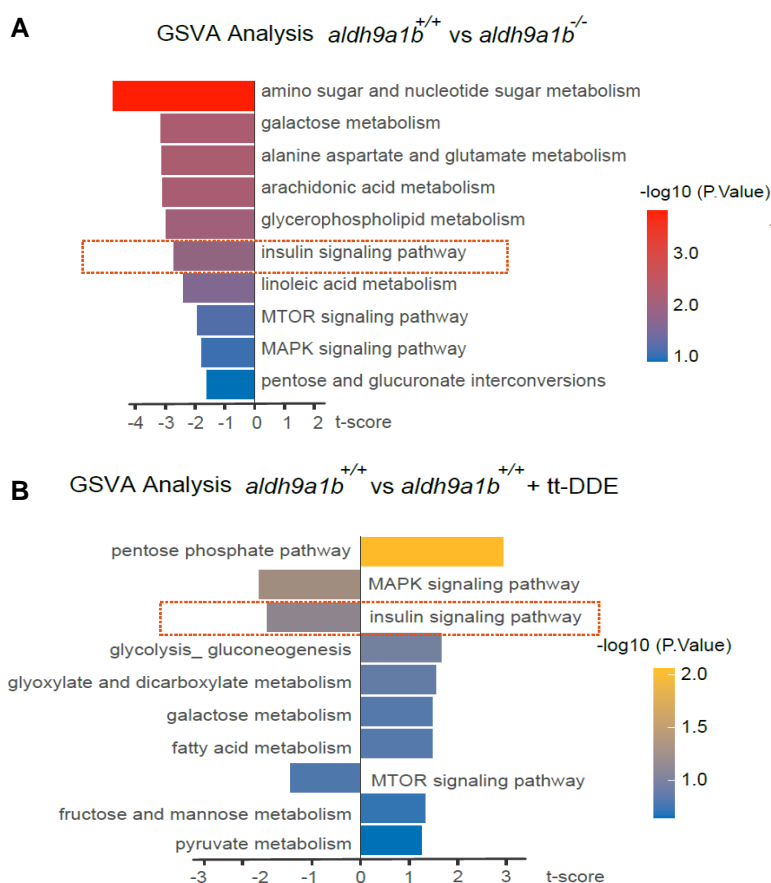 A
GSVA Analysis aldh9a1b+/+ vs aldh9a1b-/-
amino sugar and nucleotide sugar metabolism
galactose metabolism
alanine aspartate and glutamate metabolism
arachidonic acid metabolism
glycerophospholipid metabolism
insulin signaling pathway
linoleic acid metabolism
MTOR signaling pathway
MAPK signaling pathway
pentose and glucuronate interconversions
-4 -3 -2 -1 0 1 2 t-score
-log10 (P.Value)
3.0
2.0
1.0
B
GSVA Analysis aldh9a1b+/+ vs aldh9a1b+/+ + tt-DDE
pentose phosphate pathway
MAPK signaling pathway
insulin signaling pathway
glycolysis_ gluconeogenesis
glyoxylate and dicarboxylate metabolism
galactose metabolism
fatty acid metabolism
MTOR signaling pathway
fructose and mannose metabolism
pyruvate metabolism
-3 -2 -1 0 1 2 3 t-score
-log10 (P.Value)
2.0
1.5
1.0